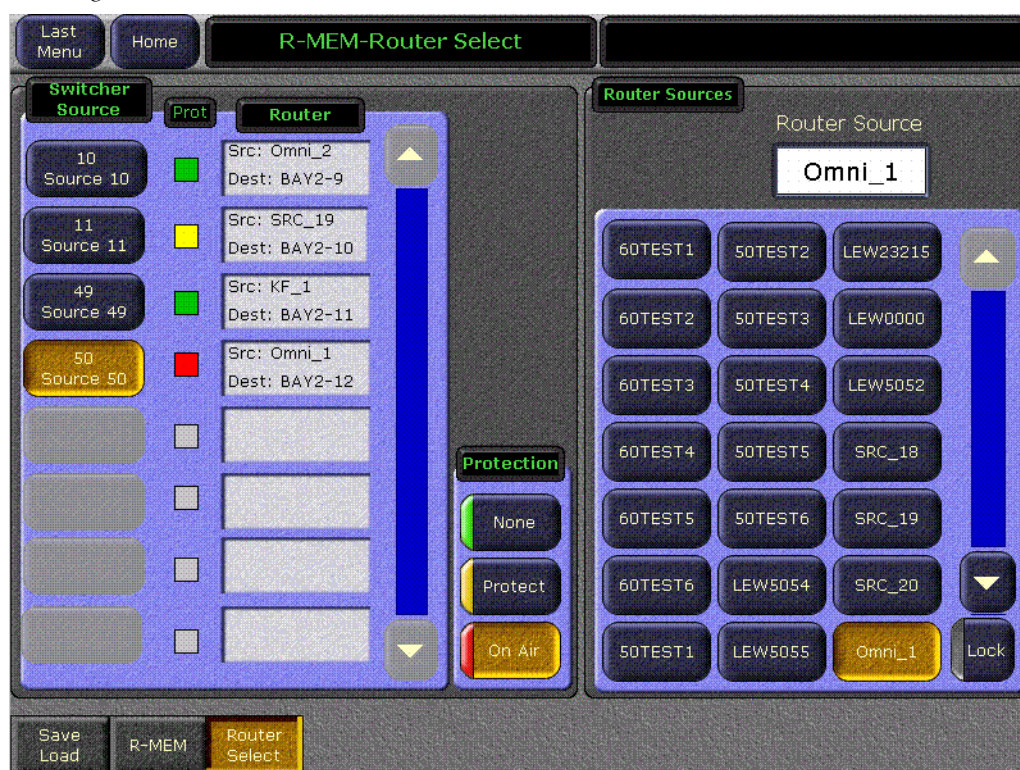 Last
Menu
Home
R-MEM-Router Select
Switcher
Source
Prot
Router
10
Source 10
Src: Omni_2
Dest: BAY2-9
11
Source 11
Src: SRC_19
Dest: BAY2-10
49
Source 49
Src: KF_1
Dest: BAY2-11
50
Source 50
Src: Omni_1
Dest: BAY2-12
Protection
None
Protect
On Air
Router Sources
Router Source
Omni_1
60TEST1
50TEST2
LEW23215
60TEST2
50TEST3
LEW0000
60TEST3
50TEST4
LEW5052
60TEST4
50TEST5
SRC_18
60TEST5
50TEST6
SRC_19
60TEST6
LEW5054
SRC_20
50TEST1
LEW5055
Omni_1
Lock
Save
Load
R-MEM
Router
Select